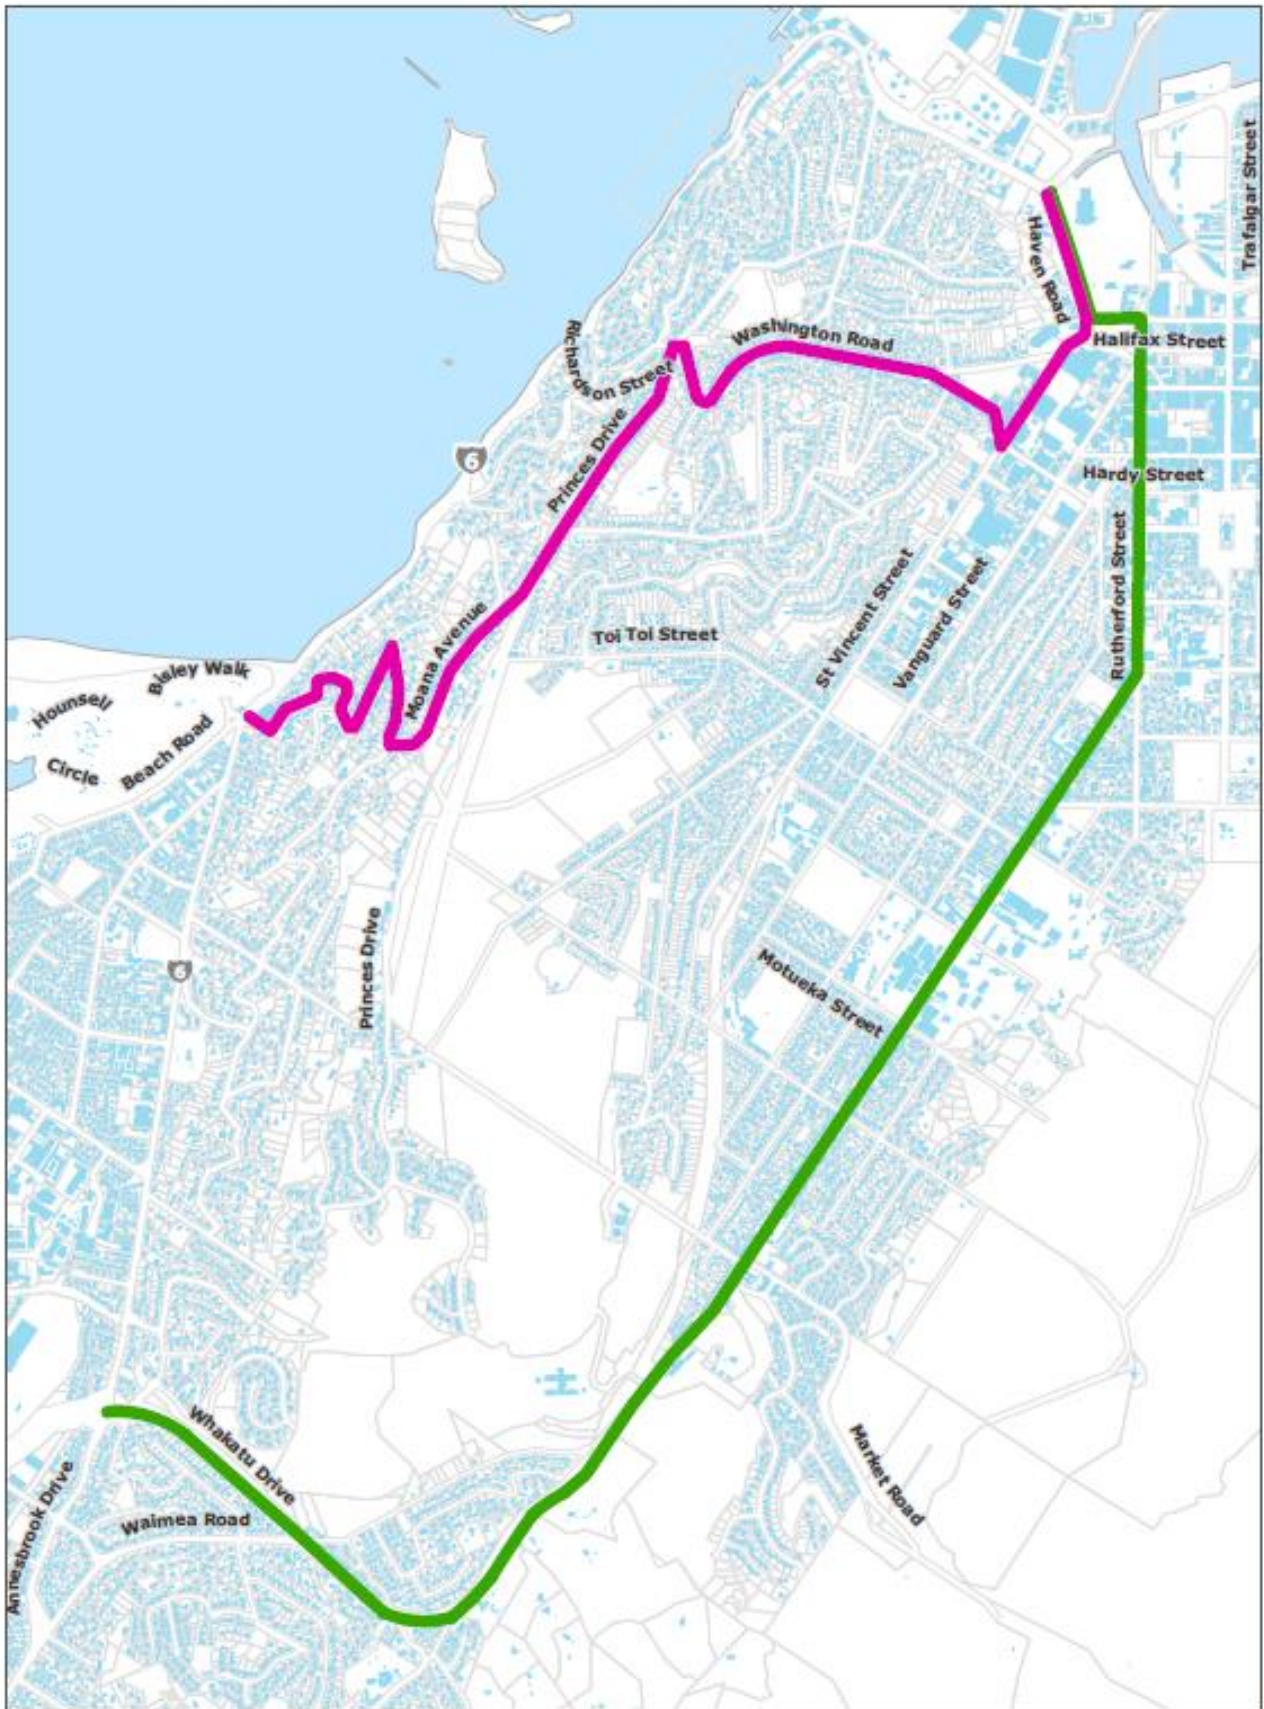 Trafalgar Street
Haven Road
Washington Road
Halifax Street
Richardson Street
Princes Drive
6
Hardy Street
Rutherford Street
St Vincent Street
Vanguard Street
Toi Toi Street
Moana Avenue
Bisley Walk
Hounsell
Circle
Beach Road
Princes Drive
6
Motueka Street
Whakatu Drive
Market Road
Waimea Road
Annesbrook Drive